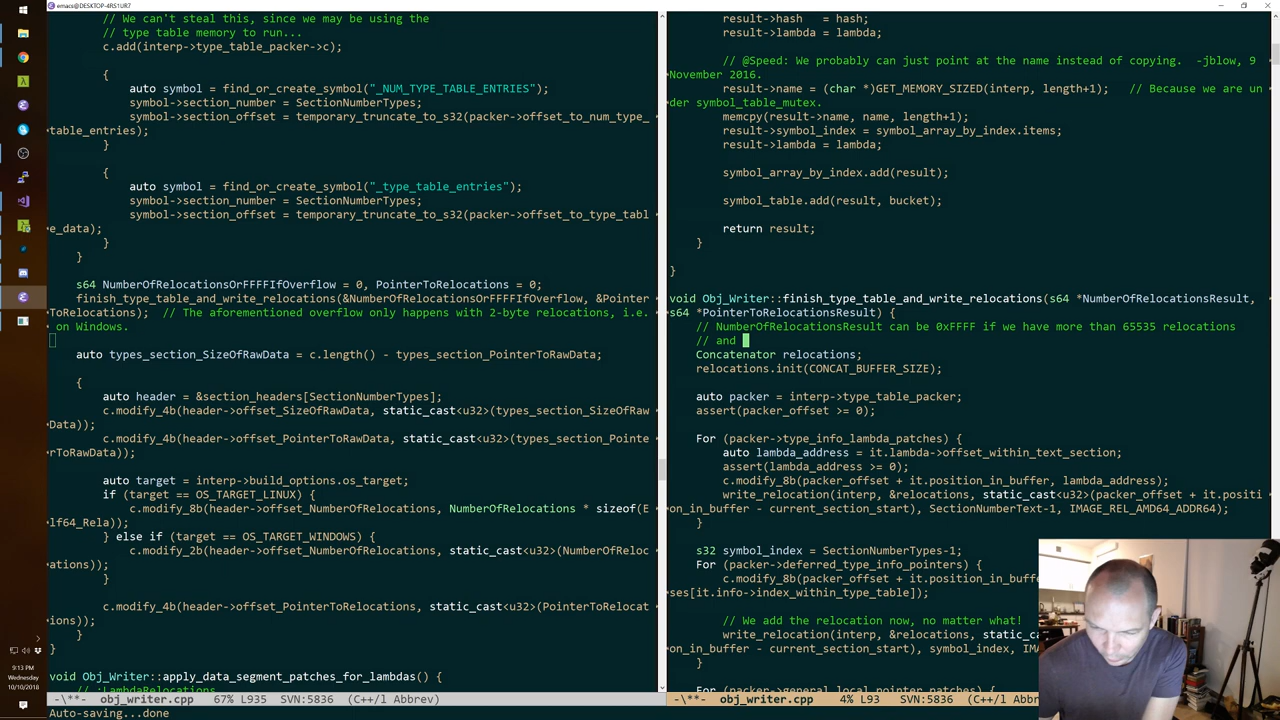 emacs@DESKTOP-4RS1UR7
// We can't steal this, since we may be using the
// type table memory to run...
c.add(interp->type_table_packer->c);
{
auto symbol = find_or_create_symbol("_NUM_TYPE_TABLE_ENTRIES");
symbol->section_number = SectionNumberTypes;
symbol->section_offset = temporary_truncate_to_s32(packer->offset_to_num_type_
table_entries);
}
{
auto symbol = find_or_create_symbol("_type_table_entries");
symbol->section_number = SectionNumberTypes;
symbol->section_offset = temporary_truncate_to_s32(packer->offset_to_type_tabl
e_data);
}
}
s64 NumberOfRelocationsOrFFFFIfOverflow = 0, PointerToRelocations = 0;
finish_type_table_and_write_relocations(&NumberOfRelocationsOrFFFFIfOverflow, &Pointer
ToRelocations);  // The aforementioned overflow only happens with 2-byte relocations, i.e.
on Windows.
auto types_section_SizeOfRawData = c.length() - types_section_PointerToRawData;
{
auto header = &section_headers[SectionNumberTypes];
c.modify_4b(header->offset_SizeOfRawData, static_cast<u32>(types_section_SizeOfRaw
Data));
c.modify_4b(header->offset_PointerToRawData, static_cast<u32>(types_section_Pointe
rToRawData));
auto target = interp->build_options.os_target;
if (target == OS_TARGET_LINUX) {
c.modify_8b(header->offset_NumberOfRelocations, NumberOfRelocations * sizeof(E
lf64_Rela));
} else if (target == OS_TARGET_WINDOWS) {
c.modify_2b(header->offset_NumberOfRelocations, static_cast<u32>(NumberOfReloc
ations));
}
c.modify_4b(header->offset_PointerToRelocations, static_cast<u32>(PointerToRelocat
ions));
}
}
void Obj_Writer::apply_data_segment_patches_for_lambdas() {
// :LambdaRelocations
-\**-  obj_writer.cpp   67% L935   SVN:5836  (C++/l Abbrev)
Auto-saving...done
result->hash   = hash;
result->lambda = lambda;
// @Speed: We probably can just point at the name instead of copying.  -jblow, 9
November 2016.
result->name = (char *)GET_MEMORY_SIZED(interp, length+1);   // Because we are un
der symbol_table_mutex.
memcpy(result->name, name, length+1);
result->symbol_index = symbol_array_by_index.items;
result->lambda = lambda;
symbol_array_by_index.add(result);
symbol_table.add(result, bucket);
return result;
}
}
void Obj_Writer::finish_type_table_and_write_relocations(s64 *NumberOfRelocationsResult,
s64 *PointerToRelocationsResult) {
// NumberOfRelocationsResult can be 0xFFFF if we have more than 65535 relocations
// and
Concatenator relocations;
relocations.init(CONCAT_BUFFER_SIZE);
auto packer = interp->type_table_packer;
assert(packer_offset >= 0);
For (packer->type_info_lambda_patches) {
auto lambda_address = it.lambda->offset_within_text_section;
assert(lambda_address >= 0);
c.modify_8b(packer_offset + it.position_in_buffer, lambda_address);
write_relocation(interp, &relocations, static_cast<u32>(packer_offset + it.positi
on_in_buffer - current_section_start), SectionNumberText-1, IMAGE_REL_AMD64_ADDR64);
}
s32 symbol_index = SectionNumberTypes-1;
For (packer->deferred_type_info_pointers) {
c.modify_8b(packer_offset + it.position_in_buffe
ses[it.info->index_within_type_table]);
// We add the relocation now, no matter what!
write_relocation(interp, &relocations, static_ca
on_in_buffer - current_section_start), symbol_index, IM
}
For (packer->general_local_pointer_patches) {
-\**-  obj_writer.cpp   4% L93   SVN:5836  (C++/l Abbrev)
9:13 PM
Wednesday
10/10/2018